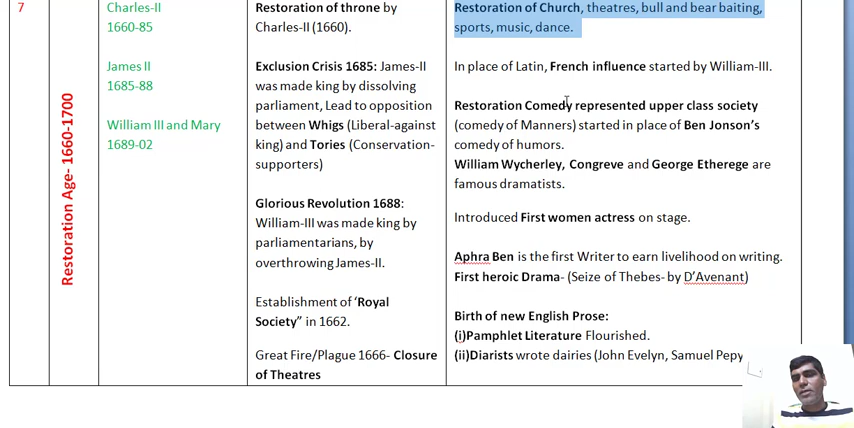 7
Restoration Age- 1660-1700
Charles-II
1660-85
James II
1685-88
William III and Mary
1689-02
Restoration of throne by
Charles-II (1660).
Exclusion Crisis 1685: James-II
was made king by dissolving
parliament, Lead to opposition
between Whigs (Liberal-against
king) and Tories (Conservation-
supporters)
Glorious Revolution 1688:
William-III was made king by
parliamentarians, by
overthrowing James-II.
Establishment of ‘Royal
Society” in 1662.
Great Fire/Plague 1666- Closure
of Theatres
Restoration of Church, theatres, bull and bear baiting,
sports, music, dance.
In place of Latin, French influence started by William-III.
Restoration Comedy represented upper class society
(comedy of Manners) started in place of Ben Jonson’s
comedy of humors.
William Wycherley, Congreve and George Etherege are
famous dramatists.
Introduced First women actress on stage.
Aphra Ben is the first Writer to earn livelihood on writing.
First heroic Drama- (Seize of Thebes- by D’Avenant)
Birth of new English Prose:
(i)Pamphlet Literature Flourished.
(ii)Diarists wrote dairies (John Evelyn, Samuel Pepy